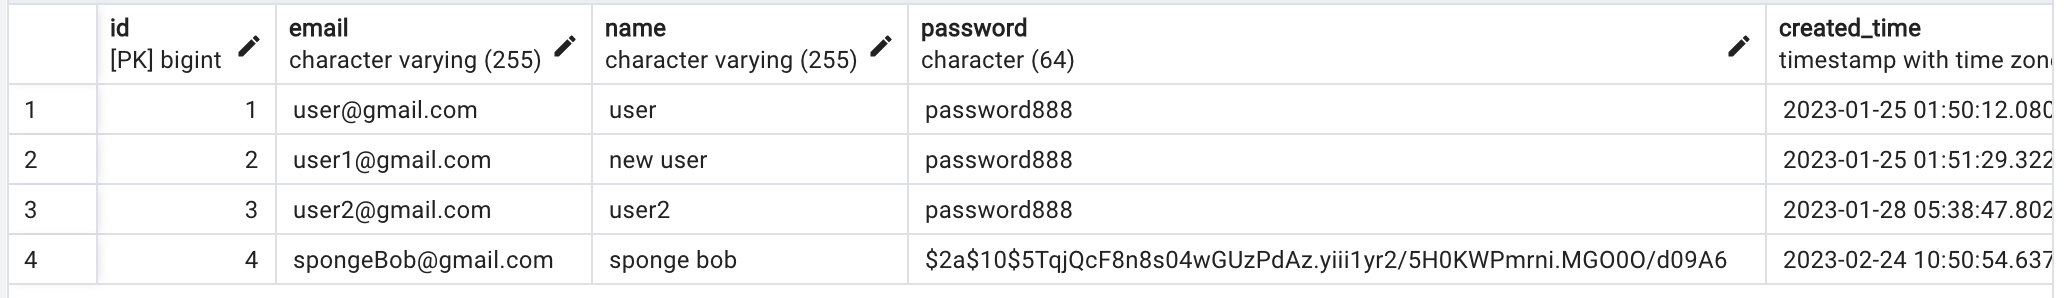 id email name password created_time
[PK] bigint character varying (255) character varying (255) character (64) timestamp with time zon
1 1 user@gmail.com user password888 2023-01-25 01:50:12.080
2 2 user1@gmail.com new user password888 2023-01-25 01:51:29.322
3 3 user2@gmail.com user2 password888 2023-01-28 05:38:47.802
4 4 spongeBob@gmail.com sponge bob $2a$10$5TqjQcF8n8s04wGUzPdAz.yiii1yr2/5H0KWPmrni.MGO0O/d09A6 2023-02-24 10:50:54.637